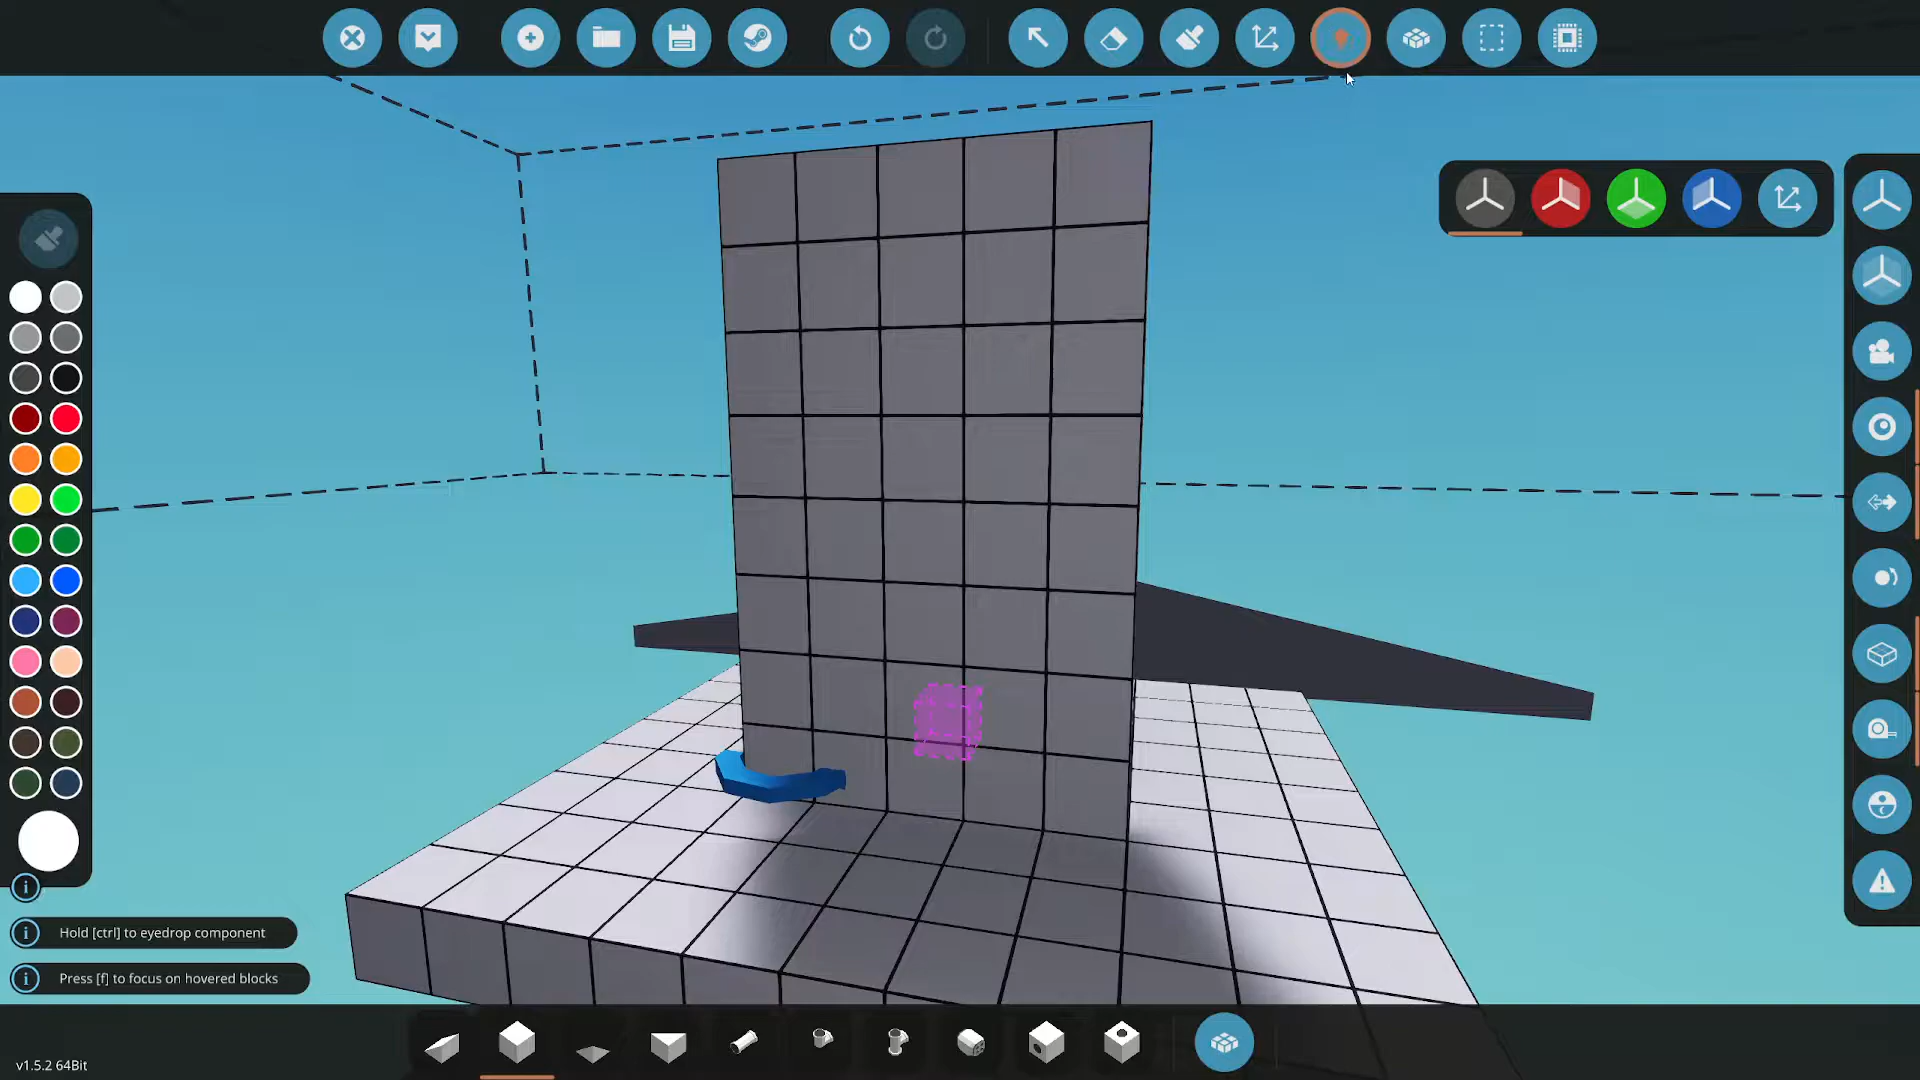 Hold [ctrl] to eyedrop component
Press [f] to focus on hovered blocks
v1.5.2 64Bit